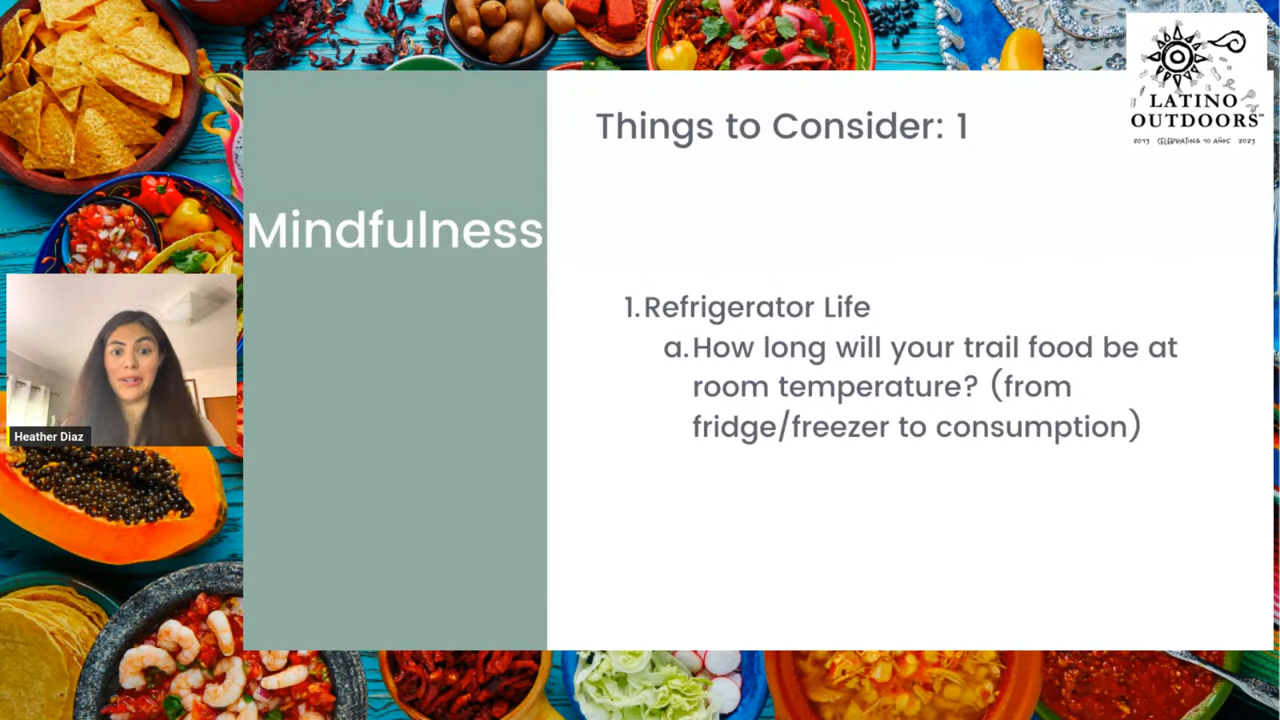 LATINO
OUTDOORS™
2013 CELEBRATING 10 AÑOS 2023
Things to Consider: 1
Mindfulness
1. Refrigerator Life
a. How long will your trail food be at
room temperature? (from
fridge/freezer to consumption)
Heather Diaz